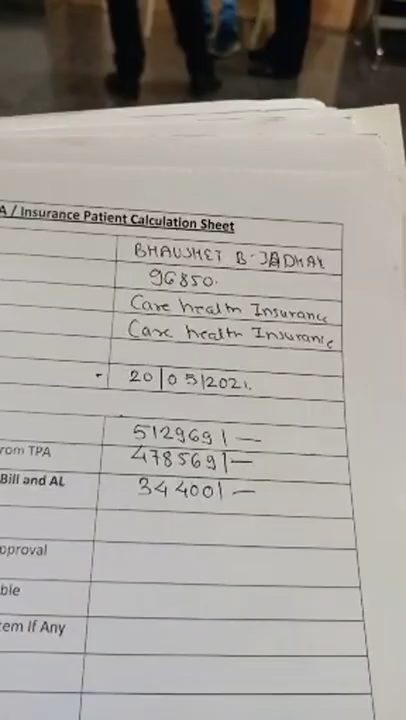 A / Insurance Patient Calculation Sheet
BHAUSHET B. JADHAV
96850.
Care health Insurance
Care health Insurance
20/05/2021.
512969/-
rom TPA 478569/-
Bill and AL 34400/-
pproval
ble
tem If Any